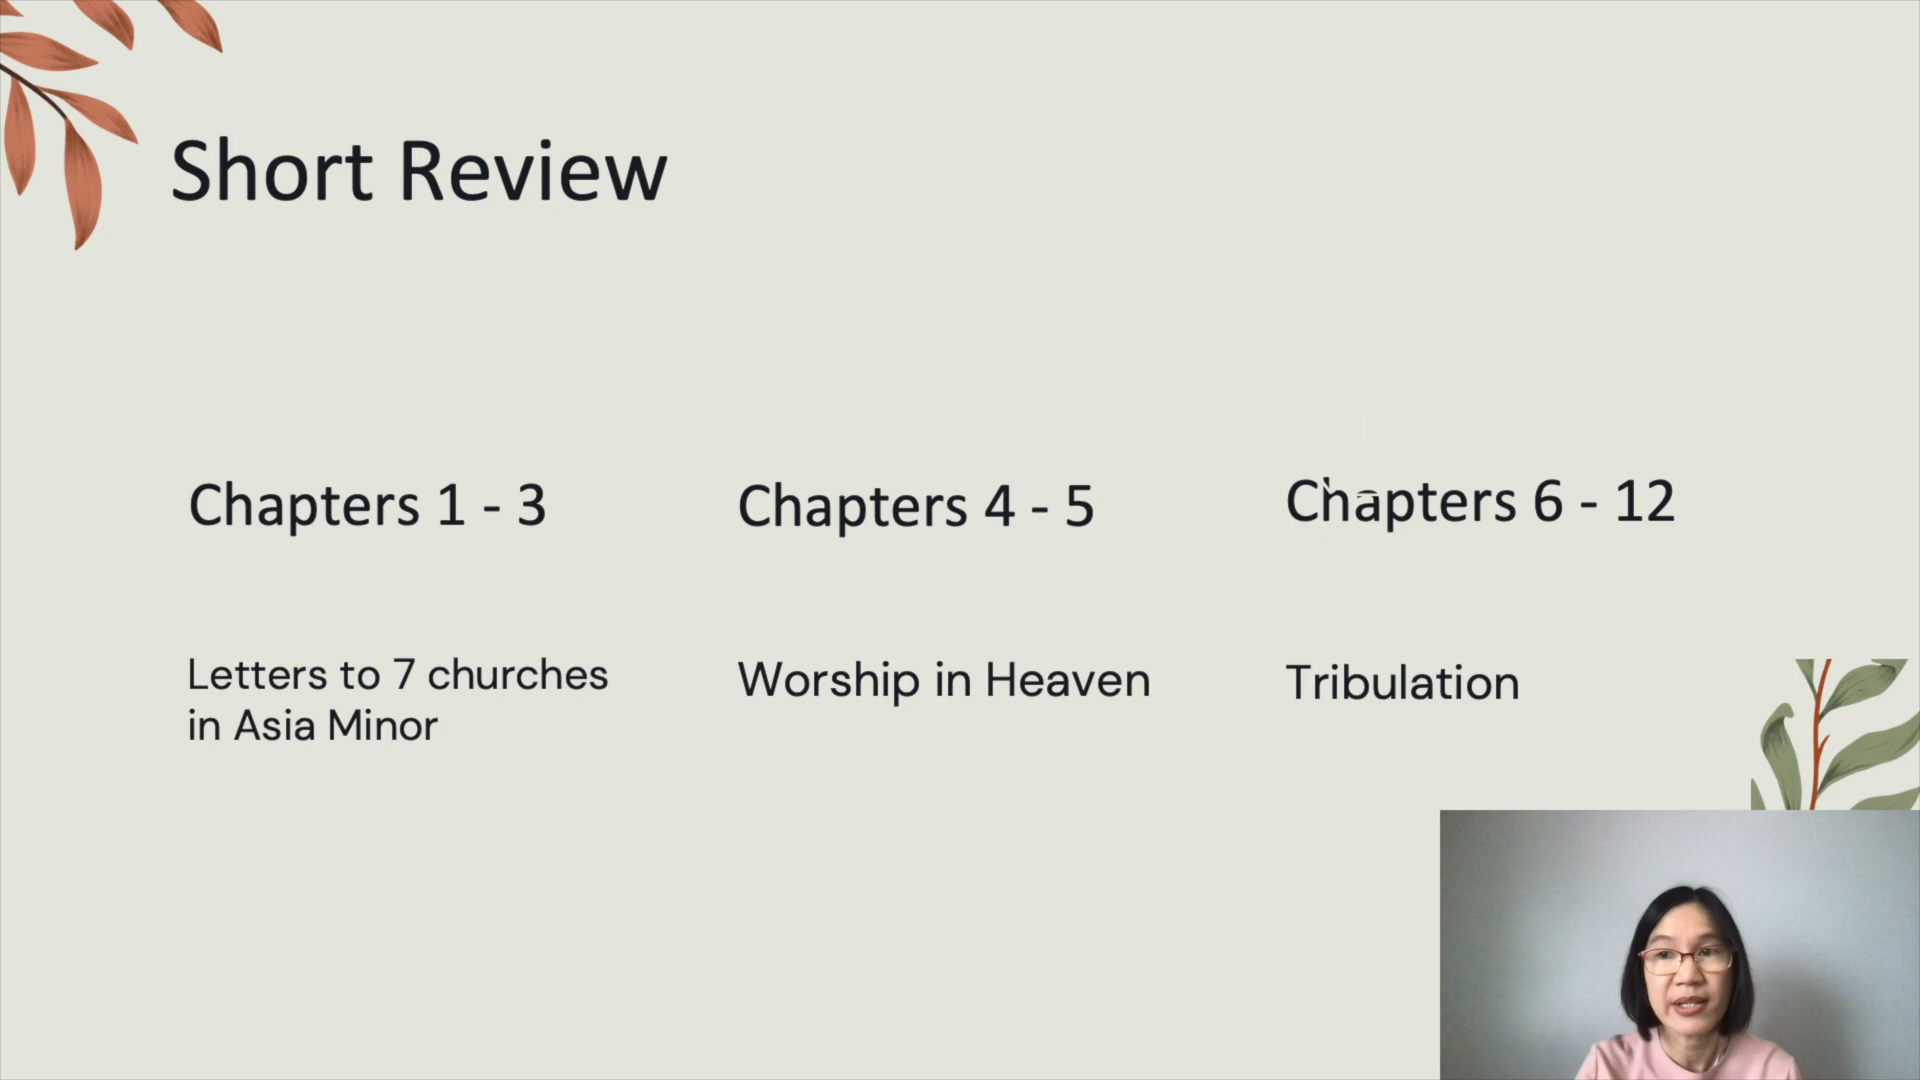 Short Review
Chapters 1 - 3
Letters to 7 churches
in Asia Minor
Chapters 4 - 5
Worship in Heaven
Chapters 6 - 12
Tribulation